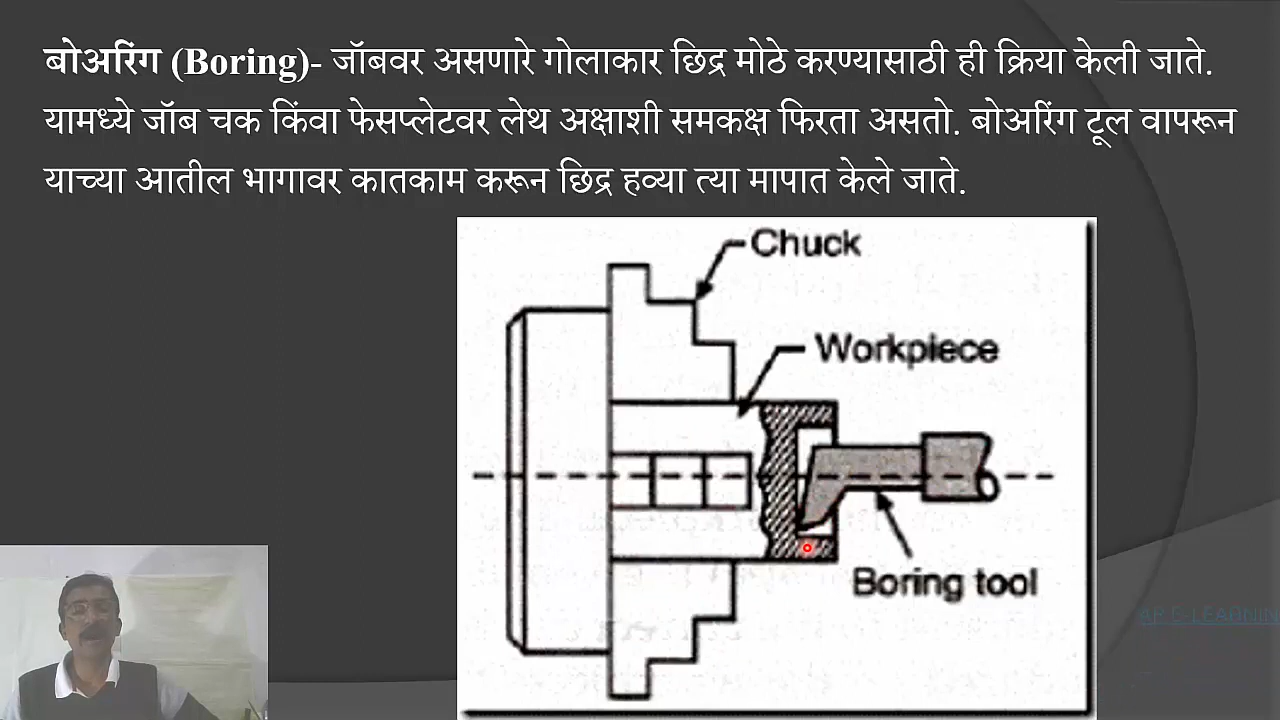 बोअरिंग (Boring)- जॉबवर असणारे गोलाकार छिद्र मोठे करण्यासाठी ही क्रिया केली जाते.
यामध्ये जॉब चक किंवा फेसप्लेटवर लेथ अक्षाशी समकक्ष फिरता असतो. बोअरिंग टूल वापरून
याच्या आतील भागावर कातकाम करून छिद्र हव्या त्या मापात केले जाते.
Chuck
Workpiece
Boring tool